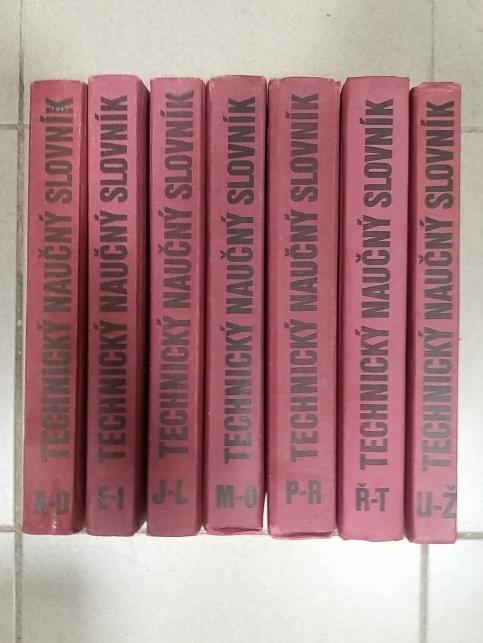 TECHNICKÝ NAUČNÝ SLOVNÍK
A-D
TECHNICKÝ NAUČNÝ SLOVNÍK
E-I
TECHNICKÝ NAUČNÝ SLOVNÍK
J-L
TECHNICKÝ NAUČNÝ SLOVNÍK
M-O
TECHNICKÝ NAUČNÝ SLOVNÍK
P-R
TECHNICKÝ NAUČNÝ SLOVNÍK
Ř-T
TECHNICKÝ NAUČNÝ SLOVNÍK
U-Ž